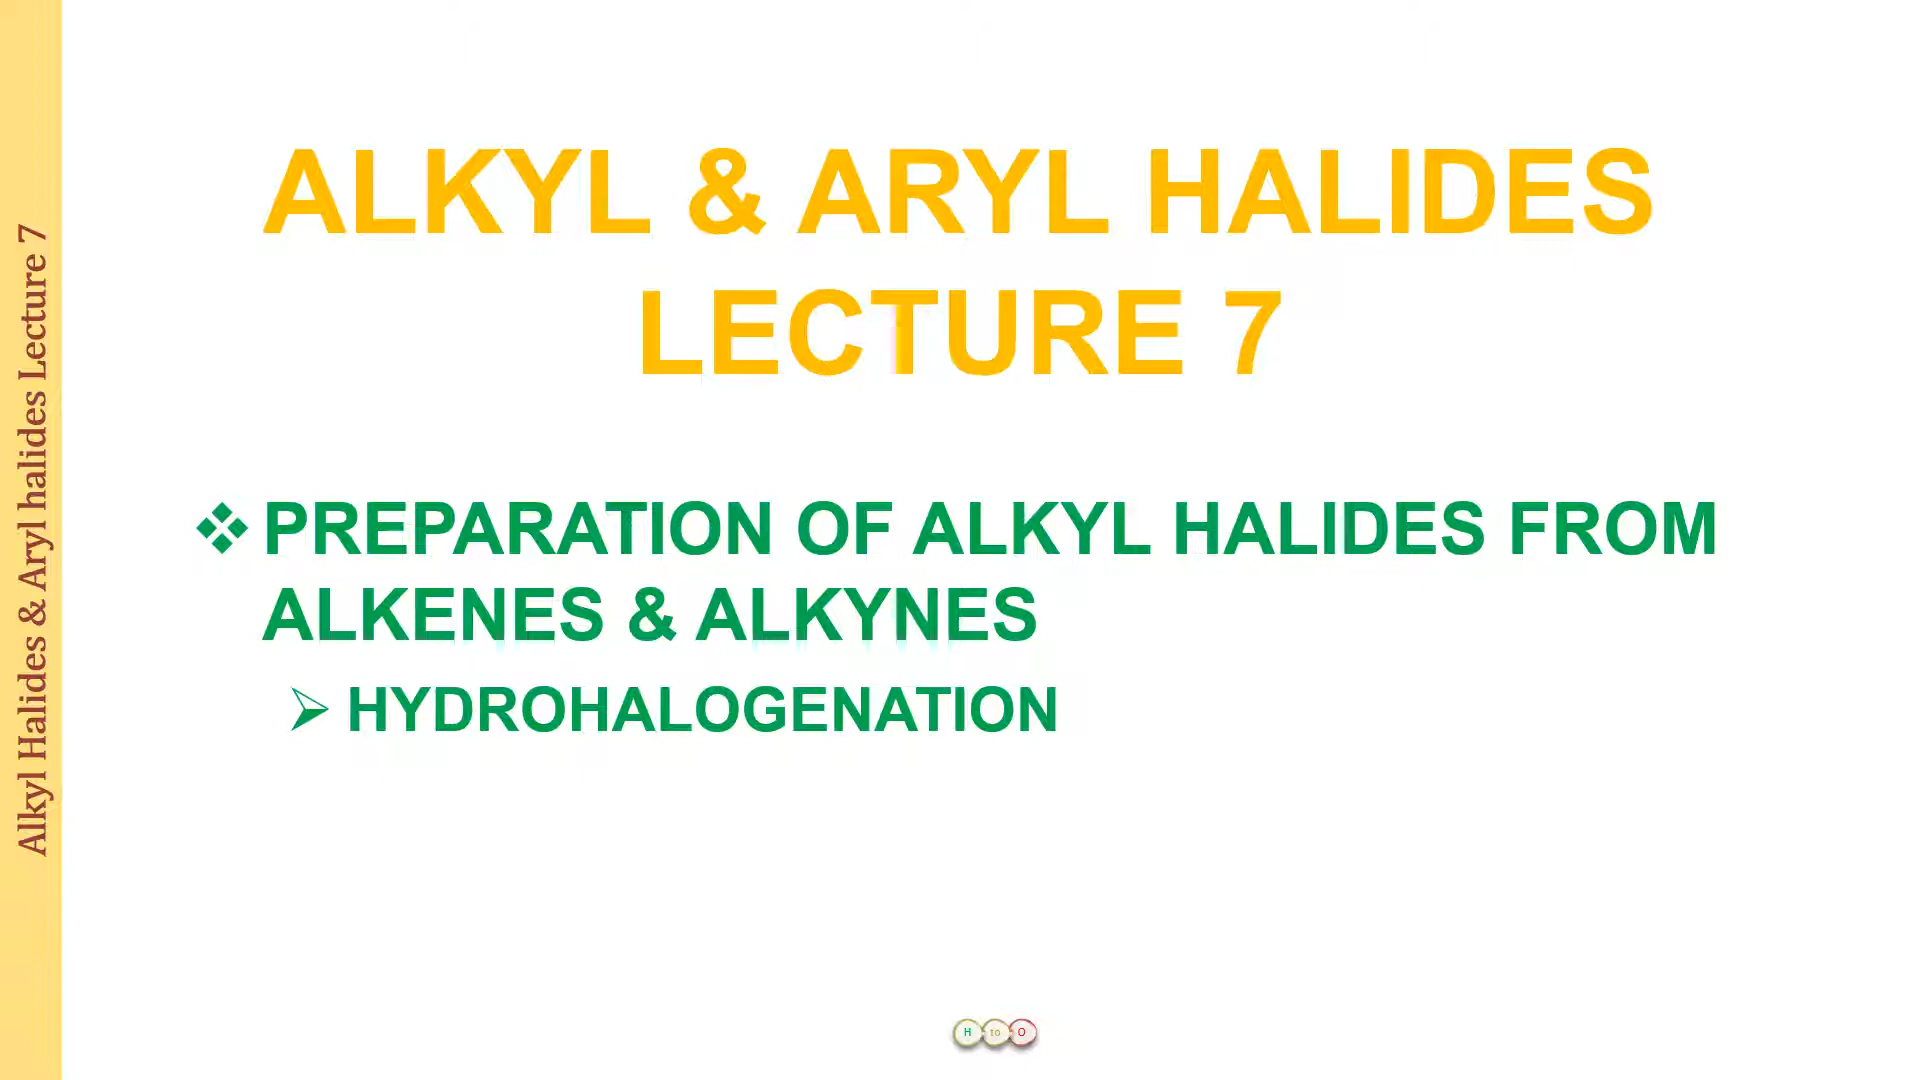 Alkyl Halides & Aryl halides Lecture 7
ALKYL & ARYL HALIDES
LECTURE 7
❖ PREPARATION OF ALKYL HALIDES FROM
ALKENES & ALKYNES
➢ HYDROHALOGENATION
H to O